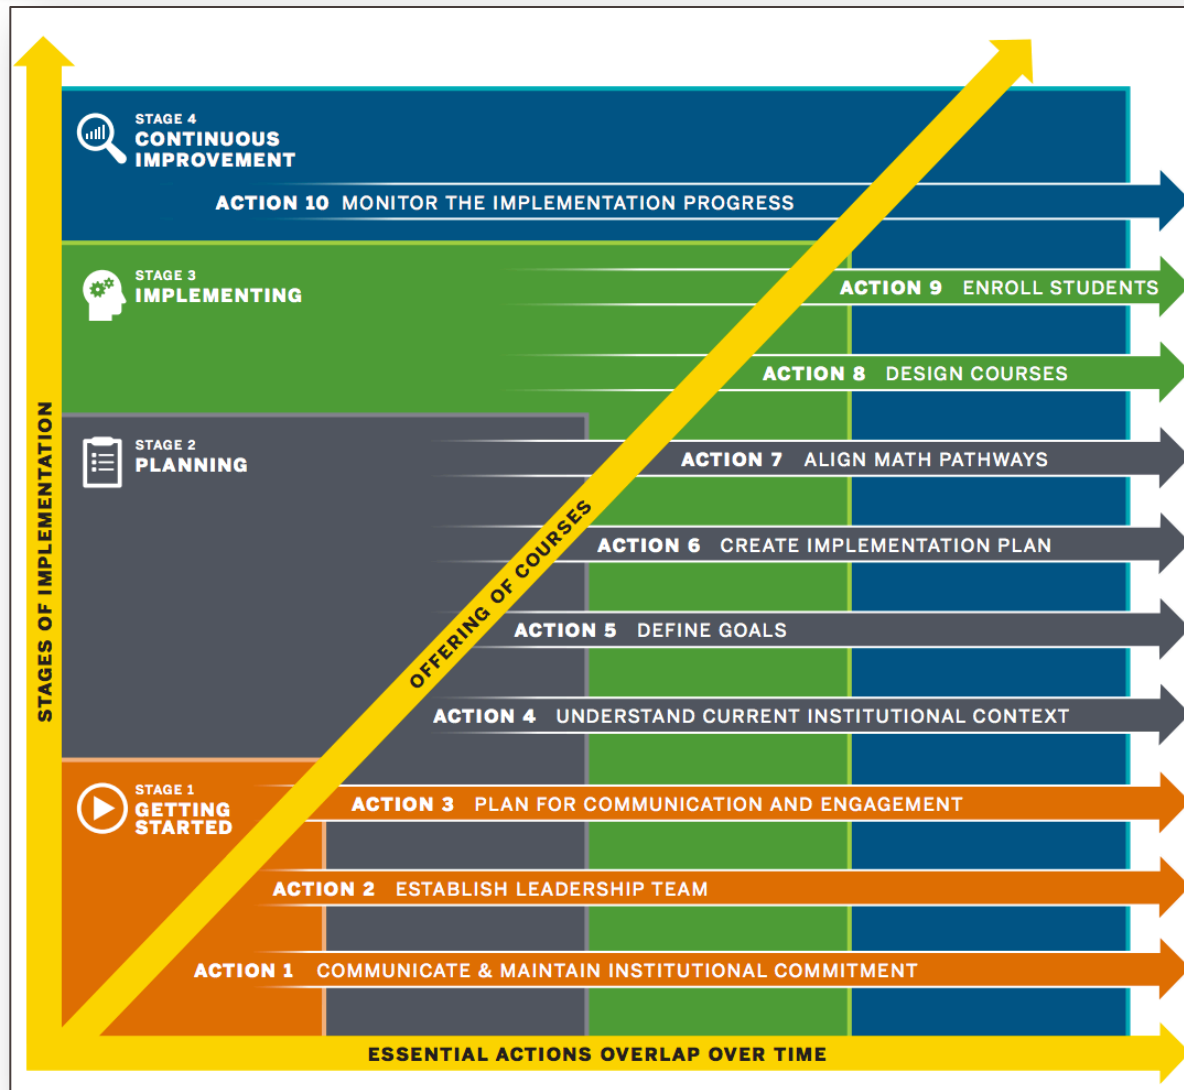 STAGE 4
CONTINUOUS
IMPROVEMENT
ACTION 10 MONITOR THE IMPLEMENTATION PROGRESS
STAGE 3
IMPLEMENTING
ACTION 9 ENROLL STUDENTS
ACTION 8 DESIGN COURSES
STAGE 2
PLANNING
ACTION 7 ALIGN MATH PATHWAYS
ACTION 6 CREATE IMPLEMENTATION PLAN
ACTION 5 DEFINE GOALS
ACTION 4 UNDERSTAND CURRENT INSTITUTIONAL CONTEXT
STAGE 1
GETTING
STARTED
ACTION 3 PLAN FOR COMMUNICATION AND ENGAGEMENT
ACTION 2 ESTABLISH LEADERSHIP TEAM
ACTION 1 COMMUNICATE & MAINTAIN INSTITUTIONAL COMMITMENT
STAGES OF IMPLEMENTATION
OFFERING OF COURSES
ESSENTIAL ACTIONS OVERLAP OVER TIME